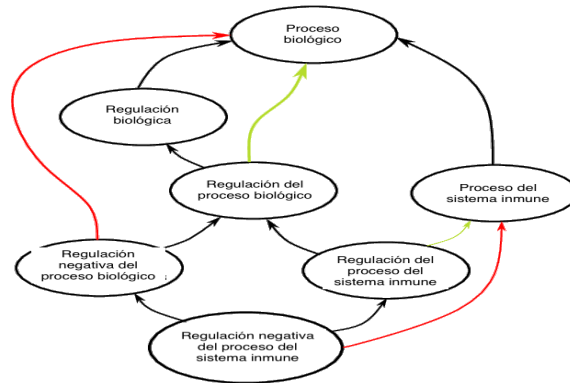 Proceso
biológico
Regulación
biológica
Regulación del
proceso biológico
Proceso del
sistema inmune
Regulación
negativa del
proceso biológico
Regulación del
proceso del
sistema inmune
Regulación negativa
del proceso del
sistema inmune